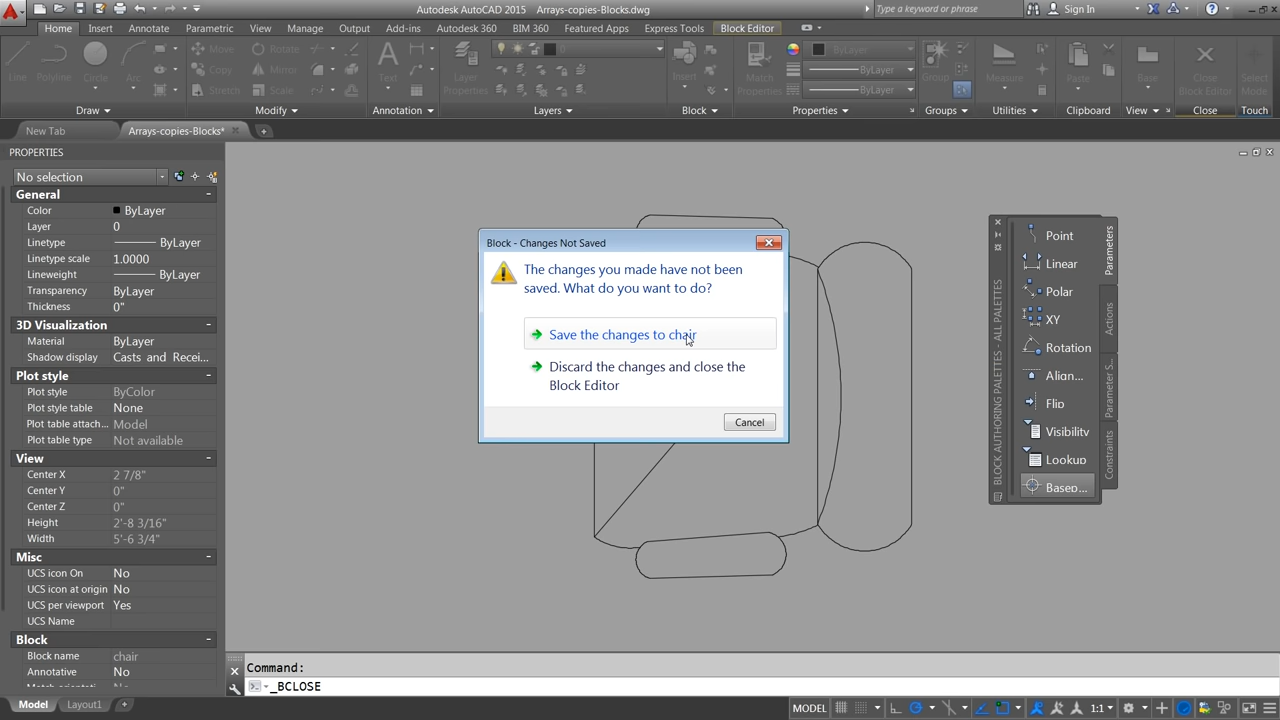 Autodesk AutoCAD 2015 Arrays-copies-Blocks.dwg
Type a keyword or phrase
Sign In
Home Insert Annotate Parametric View Manage Output Add-ins Autodesk 360 BIM 360 Featured Apps Express Tools Block Editor
Line Polyline Circle Arc
Move Rotate
Copy Mirror
Stretch Scale
Text
Layer Properties
0
Insert
Match Properties
ByLayer
ByLayer
ByLayer
Group
Measure
Paste
Base
Close Block Editor
Select Mode
Draw Modify Annotation Layers Block Properties Groups Utilities Clipboard View Close Touch
New Tab Arrays-copies-Blocks*
PROPERTIES
No selection
General
Color ByLayer
Layer 0
Linetype ByLayer
Linetype scale 1.0000
Lineweight ByLayer
Transparency ByLayer
Thickness 0"
3D Visualization
Material ByLayer
Shadow display Casts and Recei...
Plot style
Plot style ByColor
Plot style table None
Plot table attach... Model
Plot table type Not available
View
Center X 2 7/8"
Center Y 0"
Center Z 0"
Height 2'-8 3/16"
Width 5'-6 3/4"
Misc
UCS icon On No
UCS icon at origin No
UCS per viewport Yes
UCS Name
Block
Block name chair
Annotative No
Block - Changes Not Saved
The changes you made have not been
saved. What do you want to do?
Save the changes to chair
Discard the changes and close the
Block Editor
Cancel
BLOCK AUTHORING PALETTES - ALL PALETTES
Point
Linear
Polar
XY
Rotation
Alian...
Flip
Visibility
Lookup
Basep...
Parameters
Actions
Parameter S...
Constraints
Command:
_BCLOSE
Model Layout1
MODEL
1:1